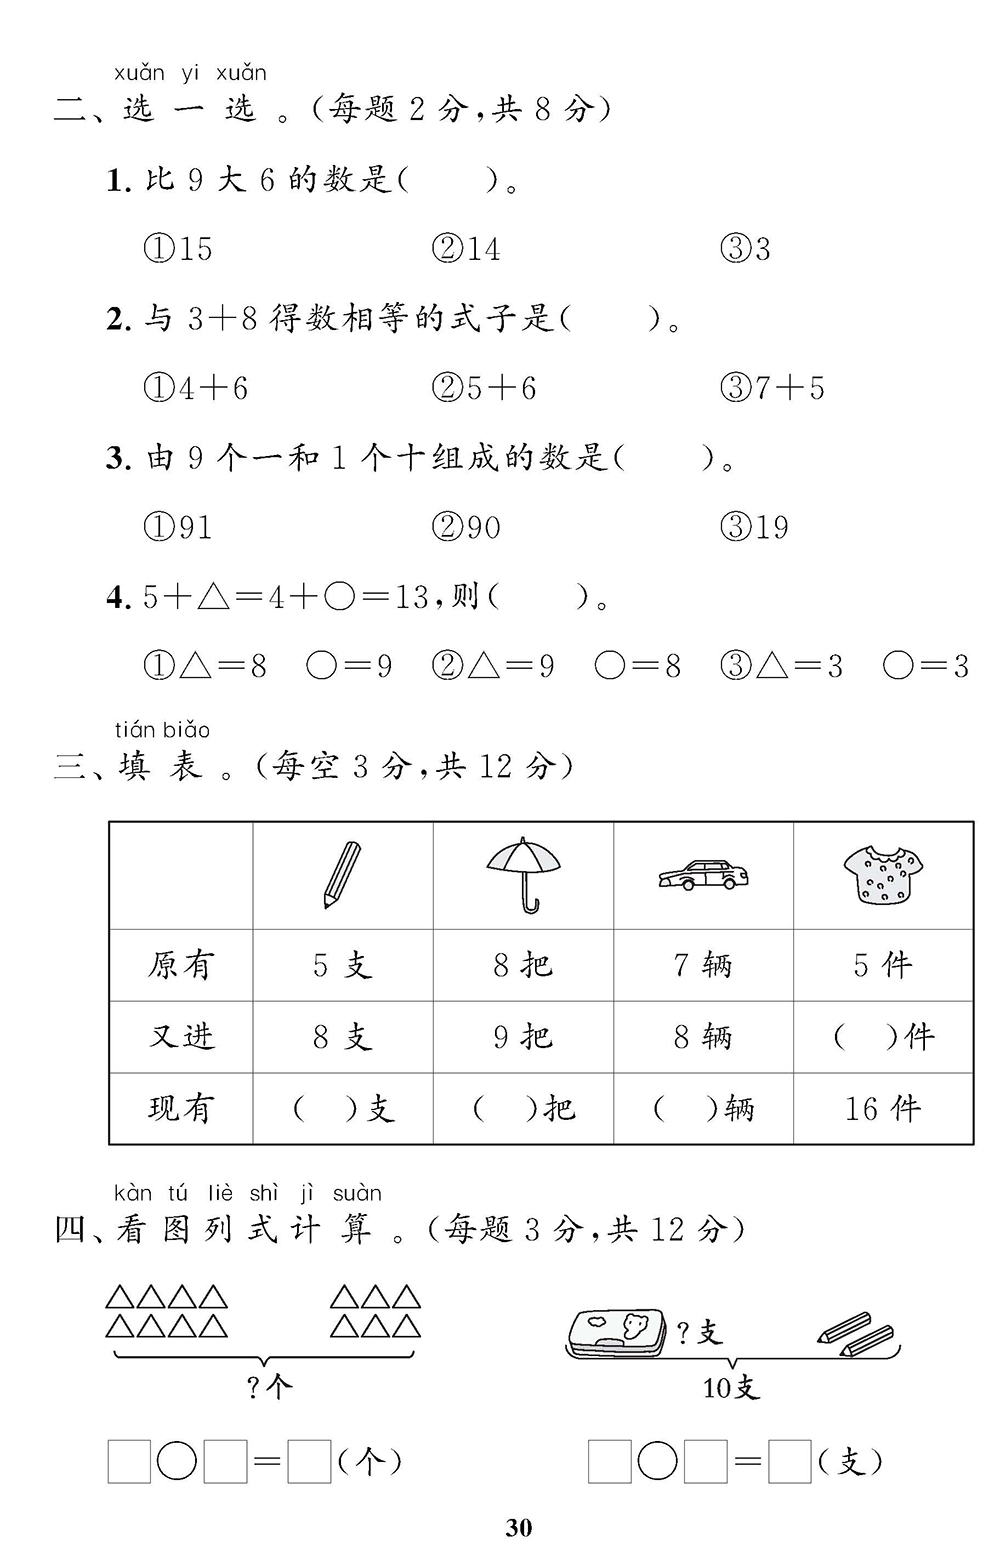 xuǎn yi xuǎn
二、选一选。(每题2分,共8分)
1. 比9大6的数是(　　)。
①15　②14　③3
2. 与3+8得数相等的式子是(　　)。
①4+6　②5+6　③7+5
3. 由9个一和1个十组成的数是(　　)。
①91　②90　③19
4. 5+△=4+○=13,则(　　)。
①△=8　○=9　②△=9　○=8　③△=3　○=3
tián biǎo
三、填表。(每空3分,共12分)
原有　5支　8把　7辆　5件
又进　8支　9把　8辆　(　)件
现有　(　)支　(　)把　(　)辆　16件
kàn tú liè shì jì suàn
四、看图列式计算。(每题3分,共12分)
?支
?个　10支
□○□=□(个)　□○□=□(支)
30